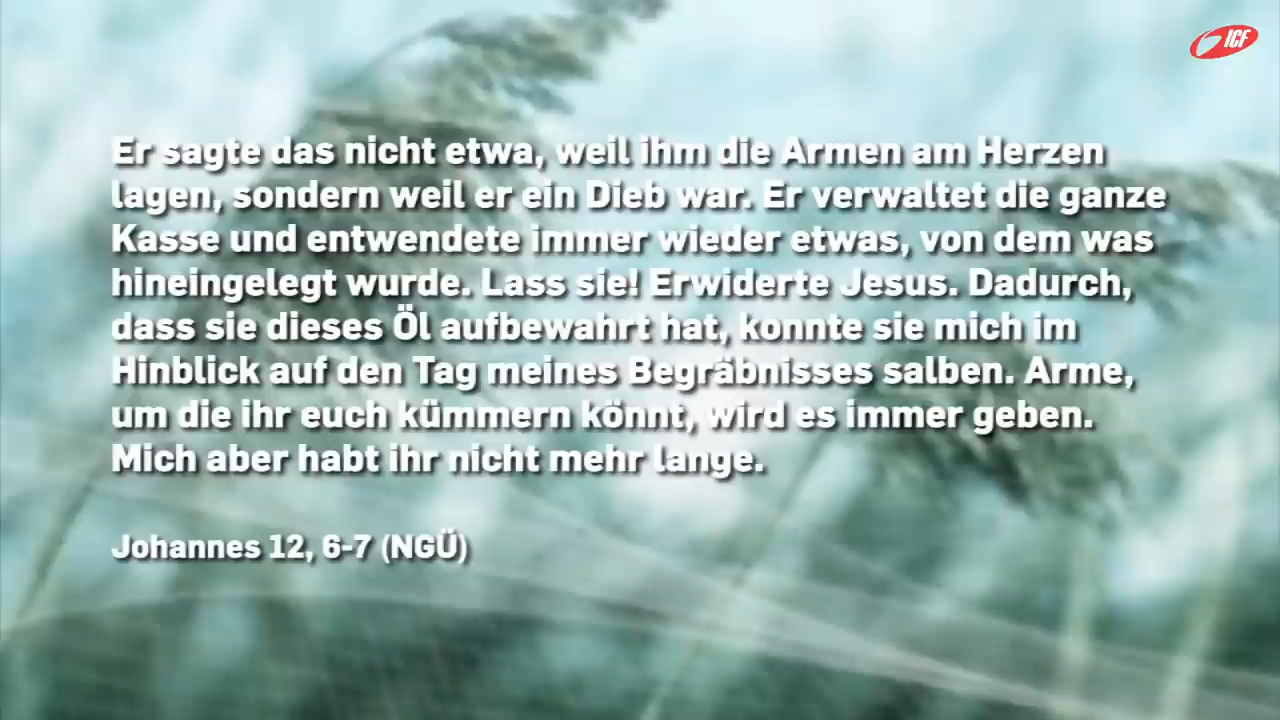 ICF
Er sagte das nicht etwa, weil ihm die Armen am Herzen
lagen, sondern weil er ein Dieb war. Er verwaltet die ganze
Kasse und entwendete immer wieder etwas, von dem was
hineingelegt wurde. Lass sie! Erwiderte Jesus. Dadurch,
dass sie dieses Öl aufbewahrt hat, konnte sie mich im
Hinblick auf den Tag meines Begräbnisses salben. Arme,
um die ihr euch kümmern könnt, wird es immer geben.
Mich aber habt ihr nicht mehr lange.
Johannes 12, 6-7 (NGÜ)